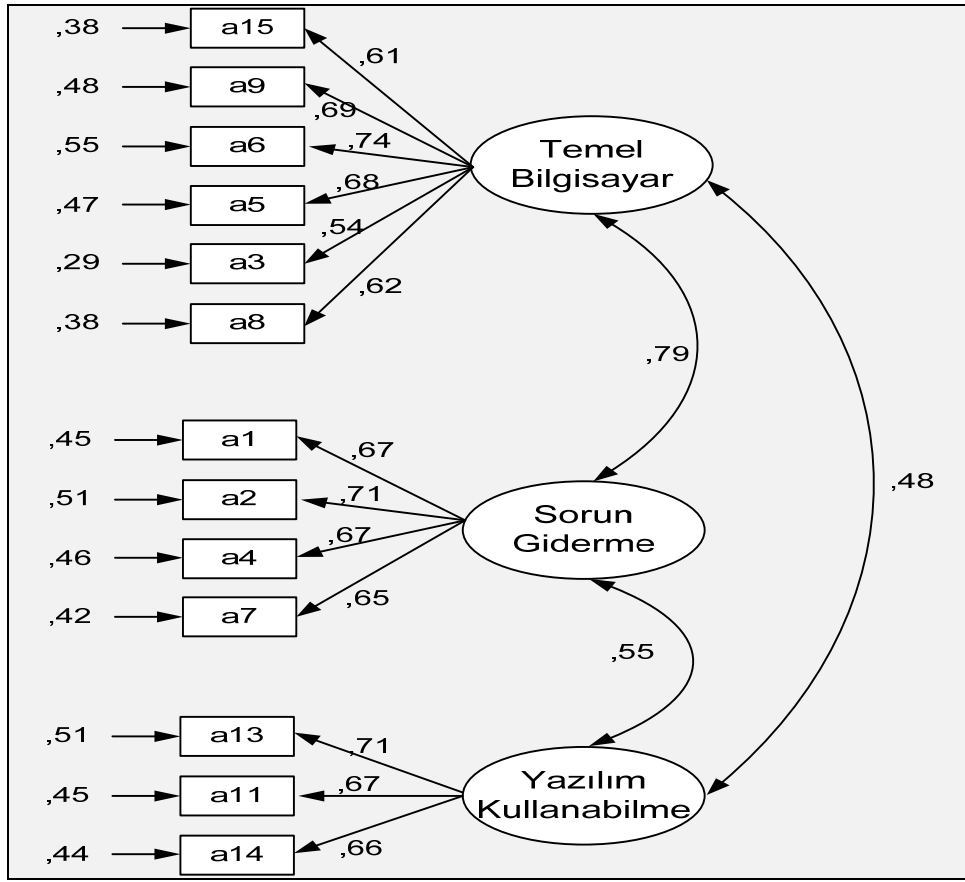 ,38 a15 ,61
,48 a9 ,69
,55 a6 ,74
,47 a5 ,68
,29 a3 ,54
,38 a8 ,62
Temel
Bilgisayar
,79
,48
,45 a1 ,67
,51 a2 ,71
,46 a4 ,67
,42 a7 ,65
Sorun
Giderme
,55
,51 a13 ,71
,45 a11 ,67
,44 a14 ,66
Yazılım
Kullanabilme